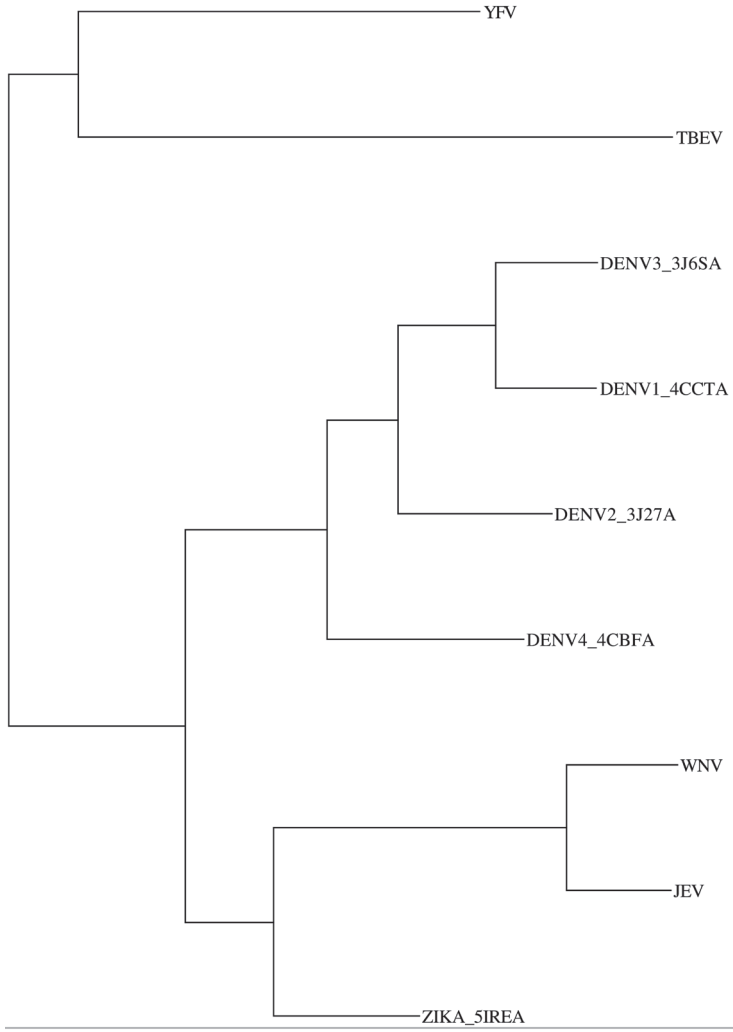 YFV
TBEV
DENV3_3J6SA
DENV1_4CCTA
DENV2_3J27A
DENV4_4CBFA
WNV
JEV
ZIKA_5IREA